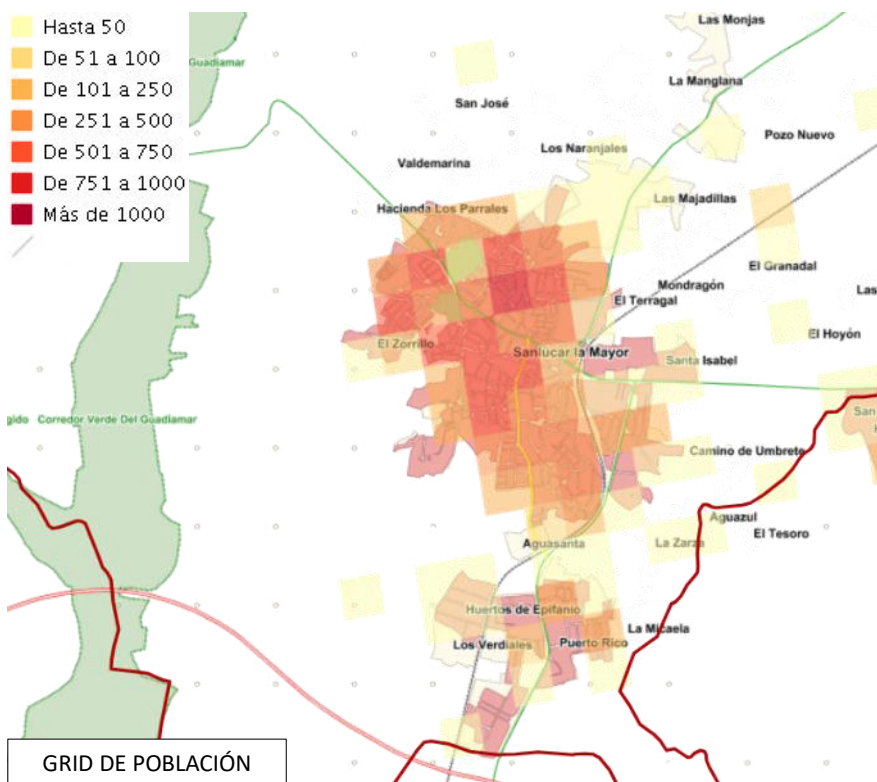 Hasta 50
De 51 a 100
De 101 a 250
De 251 a 500
De 501 a 750
De 751 a 1000
Más de 1000
Guadiamar
Las Monjas
La Manglana
San José
Pozo Nuevo
Los Naranjales
Valdemarina
Las Majadillas
Hacienda Los Parrales
El Granadal
Mondragón
Las
El Terragal
El Hoyón
El Zorrillo
Sanlucar la Mayor
Santa Isabel
San
gido Corredor Verde Del Guadiamar
Camino de Umbrete
Aguazul
El Tesoro
Aguasanta
La Zarza
Huertos de Epifanio
La Micaela
Los Verdiales
Puerto Rico
GRID DE POBLACIÓN